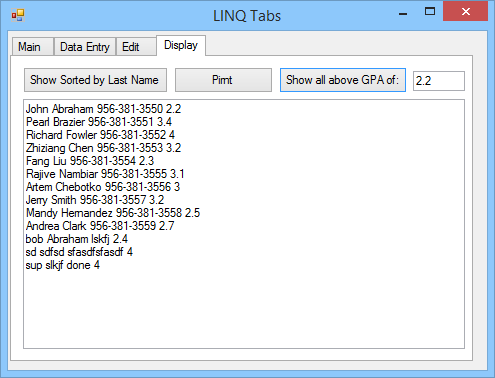 LINQ Tabs
Main Data Entry Edit Display
Show Sorted by Last Name Pirnt Show all above GPA of: 2.2
John Abraham 956-381-3550 2.2
Pearl Brazier 956-381-3551 3.4
Richard Fowler 956-381-3552 4
Zhiziang Chen 956-381-3553 3.2
Fang Liu 956-381-3554 2.3
Rajive Nambiar 956-381-3555 3.1
Artem Chebotko 956-381-3556 3
Jerry Smith 956-381-3557 3.2
Mandy Hernandez 956-381-3558 2.5
Andrea Clark 956-381-3559 2.7
bob Abraham lskfj 2.4
sd sdfsd sfasdfsfasdf 4
sup slkjf done 4